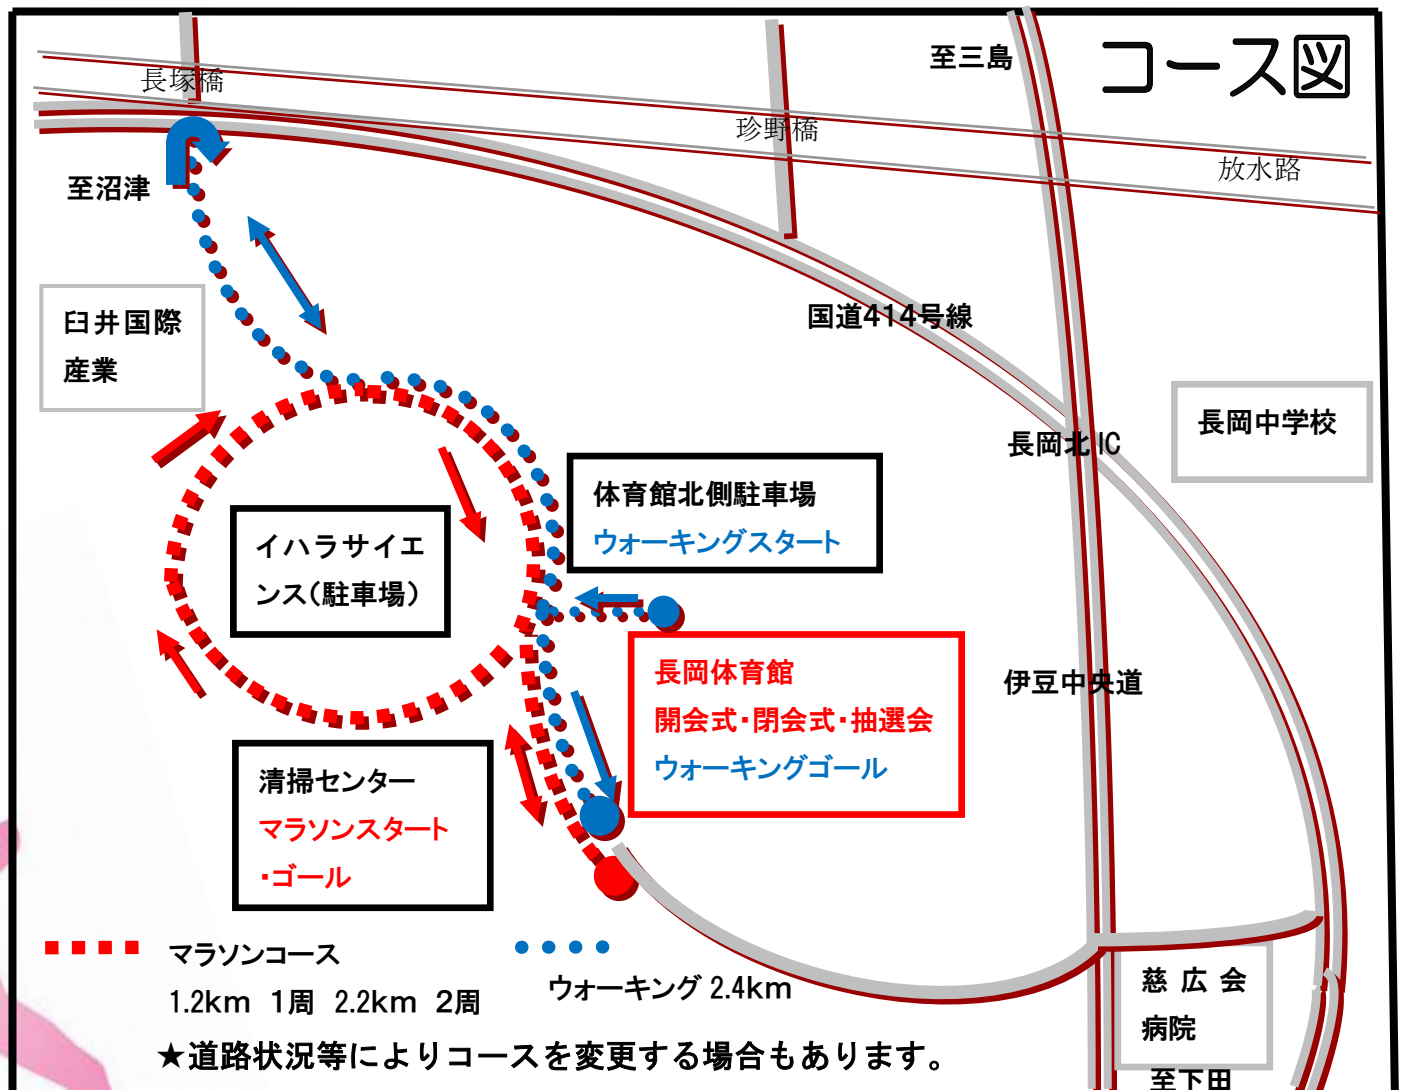 コース図
至三島
長塚橋
珍野橋
放水路
至沼津
臼井国際
産業
国道414号線
長岡中学校
長岡北IC
体育館北側駐車場
ウォーキングスタート
イハラサイエ
ンス(駐車場)
長岡体育館
開会式・閉会式・抽選会
ウォーキングゴール
伊豆中央道
清掃センター
マラソンスタート
・ゴール
マラソンコース
1.2km 1周 2.2km 2周
ウォーキング 2.4km
慈広会
病院
★道路状況等によりコースを変更する場合もあります。
至下田